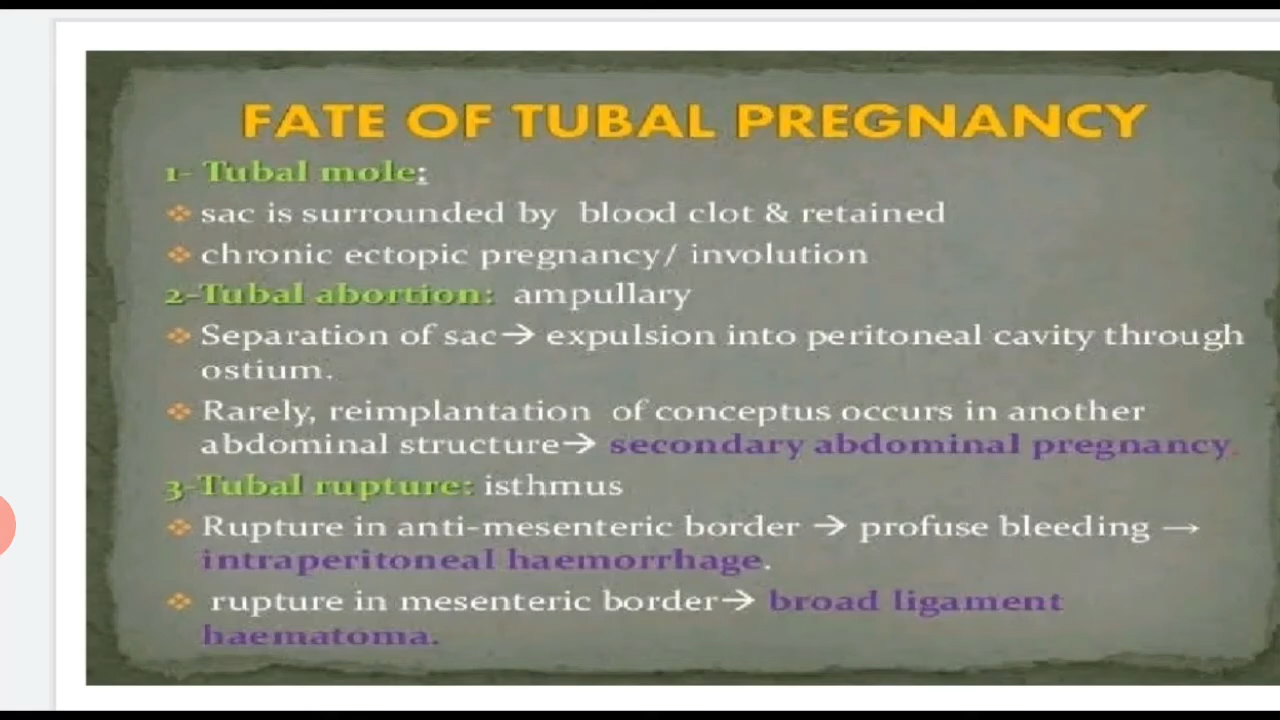 FATE OF TUBAL PREGNANCY
1- Tubal mole:
❖ sac is surrounded by blood clot & retained
❖ chronic ectopic pregnancy/ involution
2-Tubal abortion: ampullary
❖ Separation of sac→ expulsion into peritoneal cavity through
ostium.
❖ Rarely, reimplantation of conceptus occurs in another
abdominal structure→ secondary abdominal pregnancy.
3-Tubal rupture: isthmus
❖ Rupture in anti-mesenteric border → profuse bleeding →
intraperitoneal haemorrhage.
❖ rupture in mesenteric border→ broad ligament
haematoma.